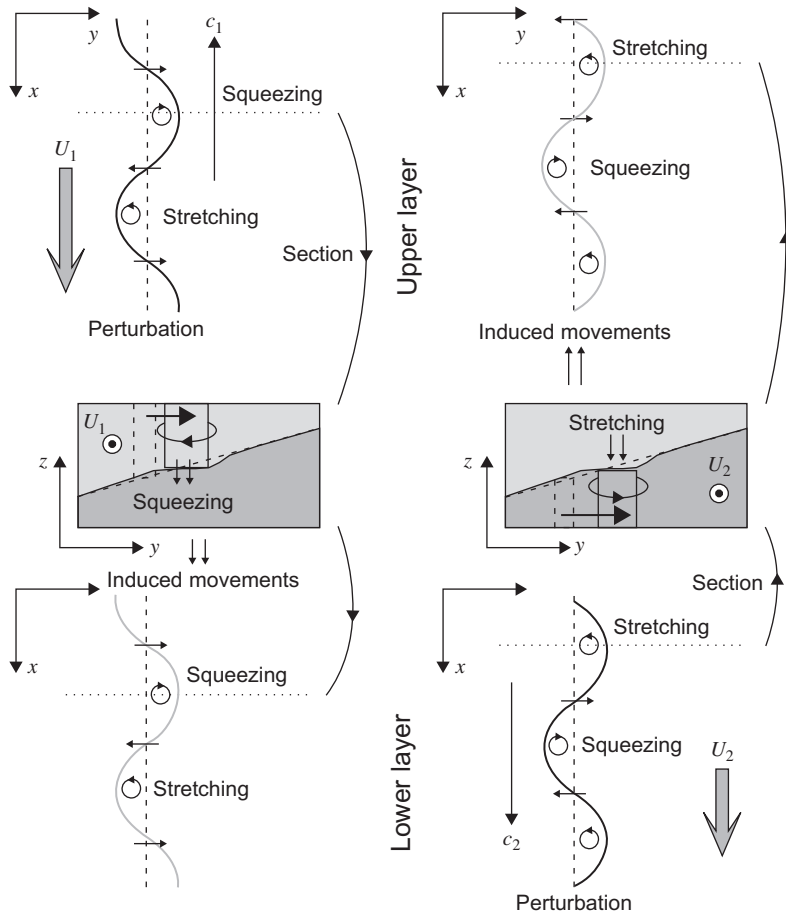 y
x
c1
Squeezing
U1
Stretching
Section
Perturbation
Upper layer
y
x
Stretching
Squeezing
Induced movements
U1
z
Squeezing
y
Induced movements
Stretching
U2
z
y
Section
x
Squeezing
Stretching
Lower layer
x
Stretching
Squeezing
U2
c2
Perturbation